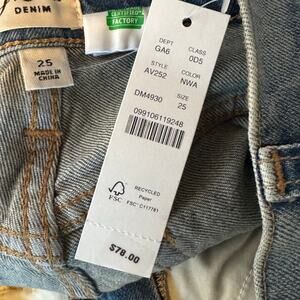 DENIM
25
MADE IN
CHINA
CERTIFIED
FACTORY
DEPT CLASS
GA6 0D5
STYLE COLOR
AV252 NWA
SIZE
DM4930 25
099106119248
FSC
RECYCLED
Paper
FSC® C117781
$78.00